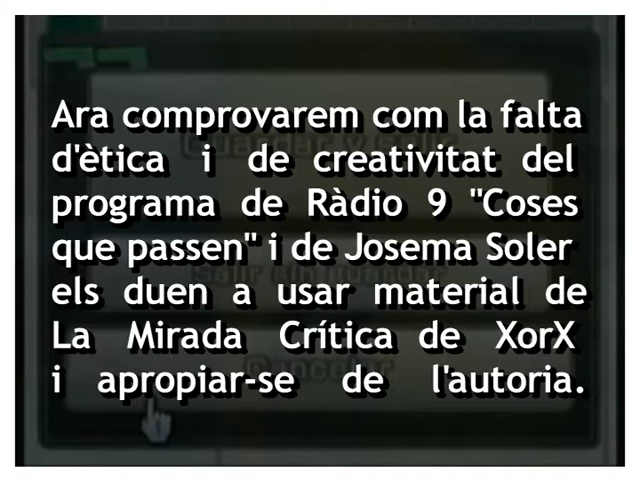 Ara comprovarem com la falta
d'ètica i de creativitat del
programa de Ràdio 9 "Coses
que passen" i de Josema Soler
els duen a usar material de
La Mirada Crítica de XorX
i apropiar-se de l'autoria.